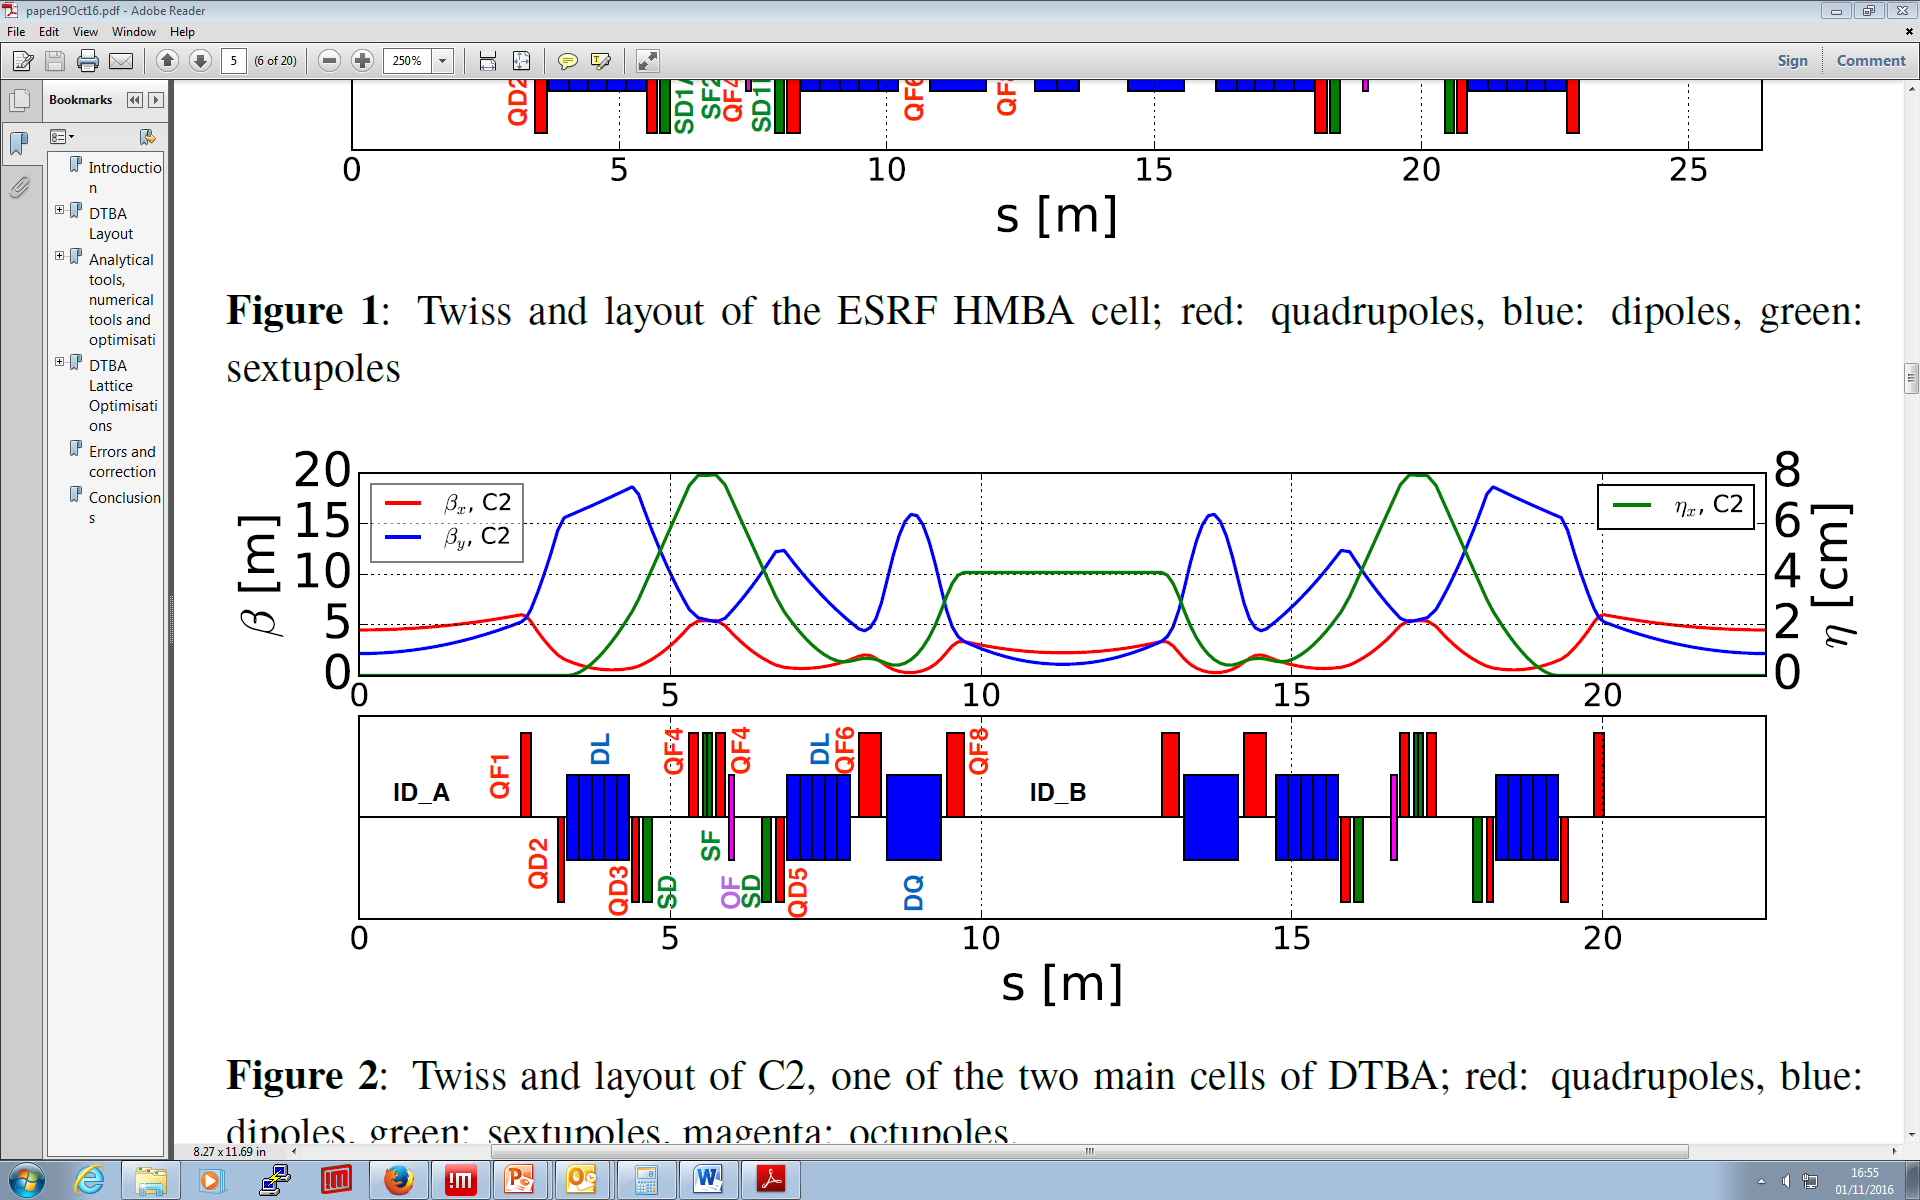 paper19Oct16.pdf - Adobe Reader
File Edit View Window Help
5 (6 of 20) 250% Sign Comment
Bookmarks
Introductio
n
DTBA
Layout
Analytical
tools,
numerical
tools and
optimisati
DTBA
Lattice
Optimisati
ons
Errors and
correction
Conclusion
s
QD2 SD1A SF2 QF4 SD1 QF6 QF
0 5 10 15 20 25
s [m]
Figure 1: Twiss and layout of the ESRF HMBA cell; red: quadrupoles, blue: dipoles, green:
sextupoles
20 15 10 5 0
β [m]
βx, C2
βy, C2
ηx, C2
8 6 4 2 0
η [cm]
0 5 10 15 20
ID_A QF1 QD2 DL QD3 SD QF4 SF QF4 OF SD QD5 DL QF6 DQ QF8 ID_B
0 5 10 15 20
s [m]
Figure 2: Twiss and layout of C2, one of the two main cells of DTBA; red: quadrupoles, blue:
dipoles, green: sextupoles, magenta: octupoles.
8.27 x 11.69 in
16:55
01/11/2016